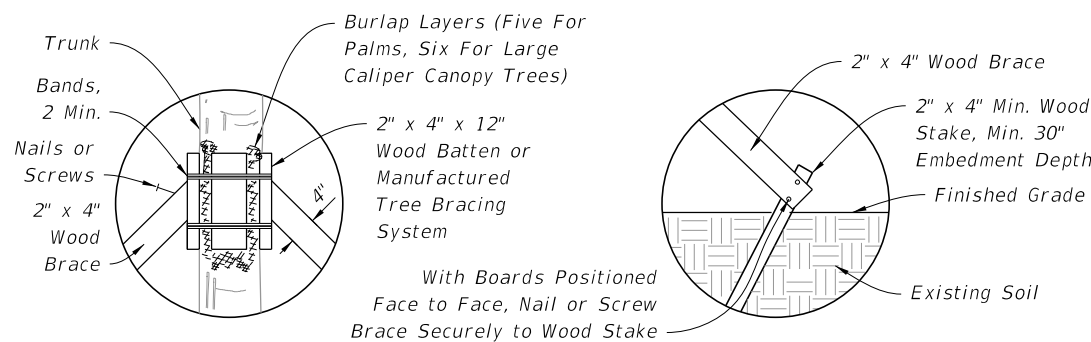 Trunk
Bands,
2 Min.
Nails or
Screws
2" x 4"
Wood
Brace
Burlap Layers (Five For
Palms, Six For Large
Caliper Canopy Trees)
2" x 4" x 12"
Wood Batten or
Manufactured
Tree Bracing
System
4"
With Boards Positioned
Face to Face, Nail or Screw
Brace Securely to Wood Stake
2" x 4" Wood Brace
2" x 4" Min. Wood
Stake, Min. 30"
Embedment Depth
Finished Grade
Existing Soil